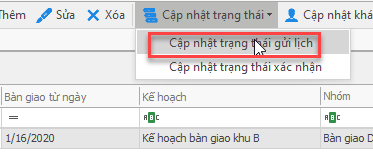 Thêm Sửa Xóa Cập nhật trạng thái Cập nhật khá
Cập nhật trạng thái gửi lịch
Cập nhật trạng thái xác nhận
Bàn giao từ ngày Kế hoạch Nhóm
= ABC ABC
1/16/2020 Kế hoạch bàn giao khu B Bàn giao D